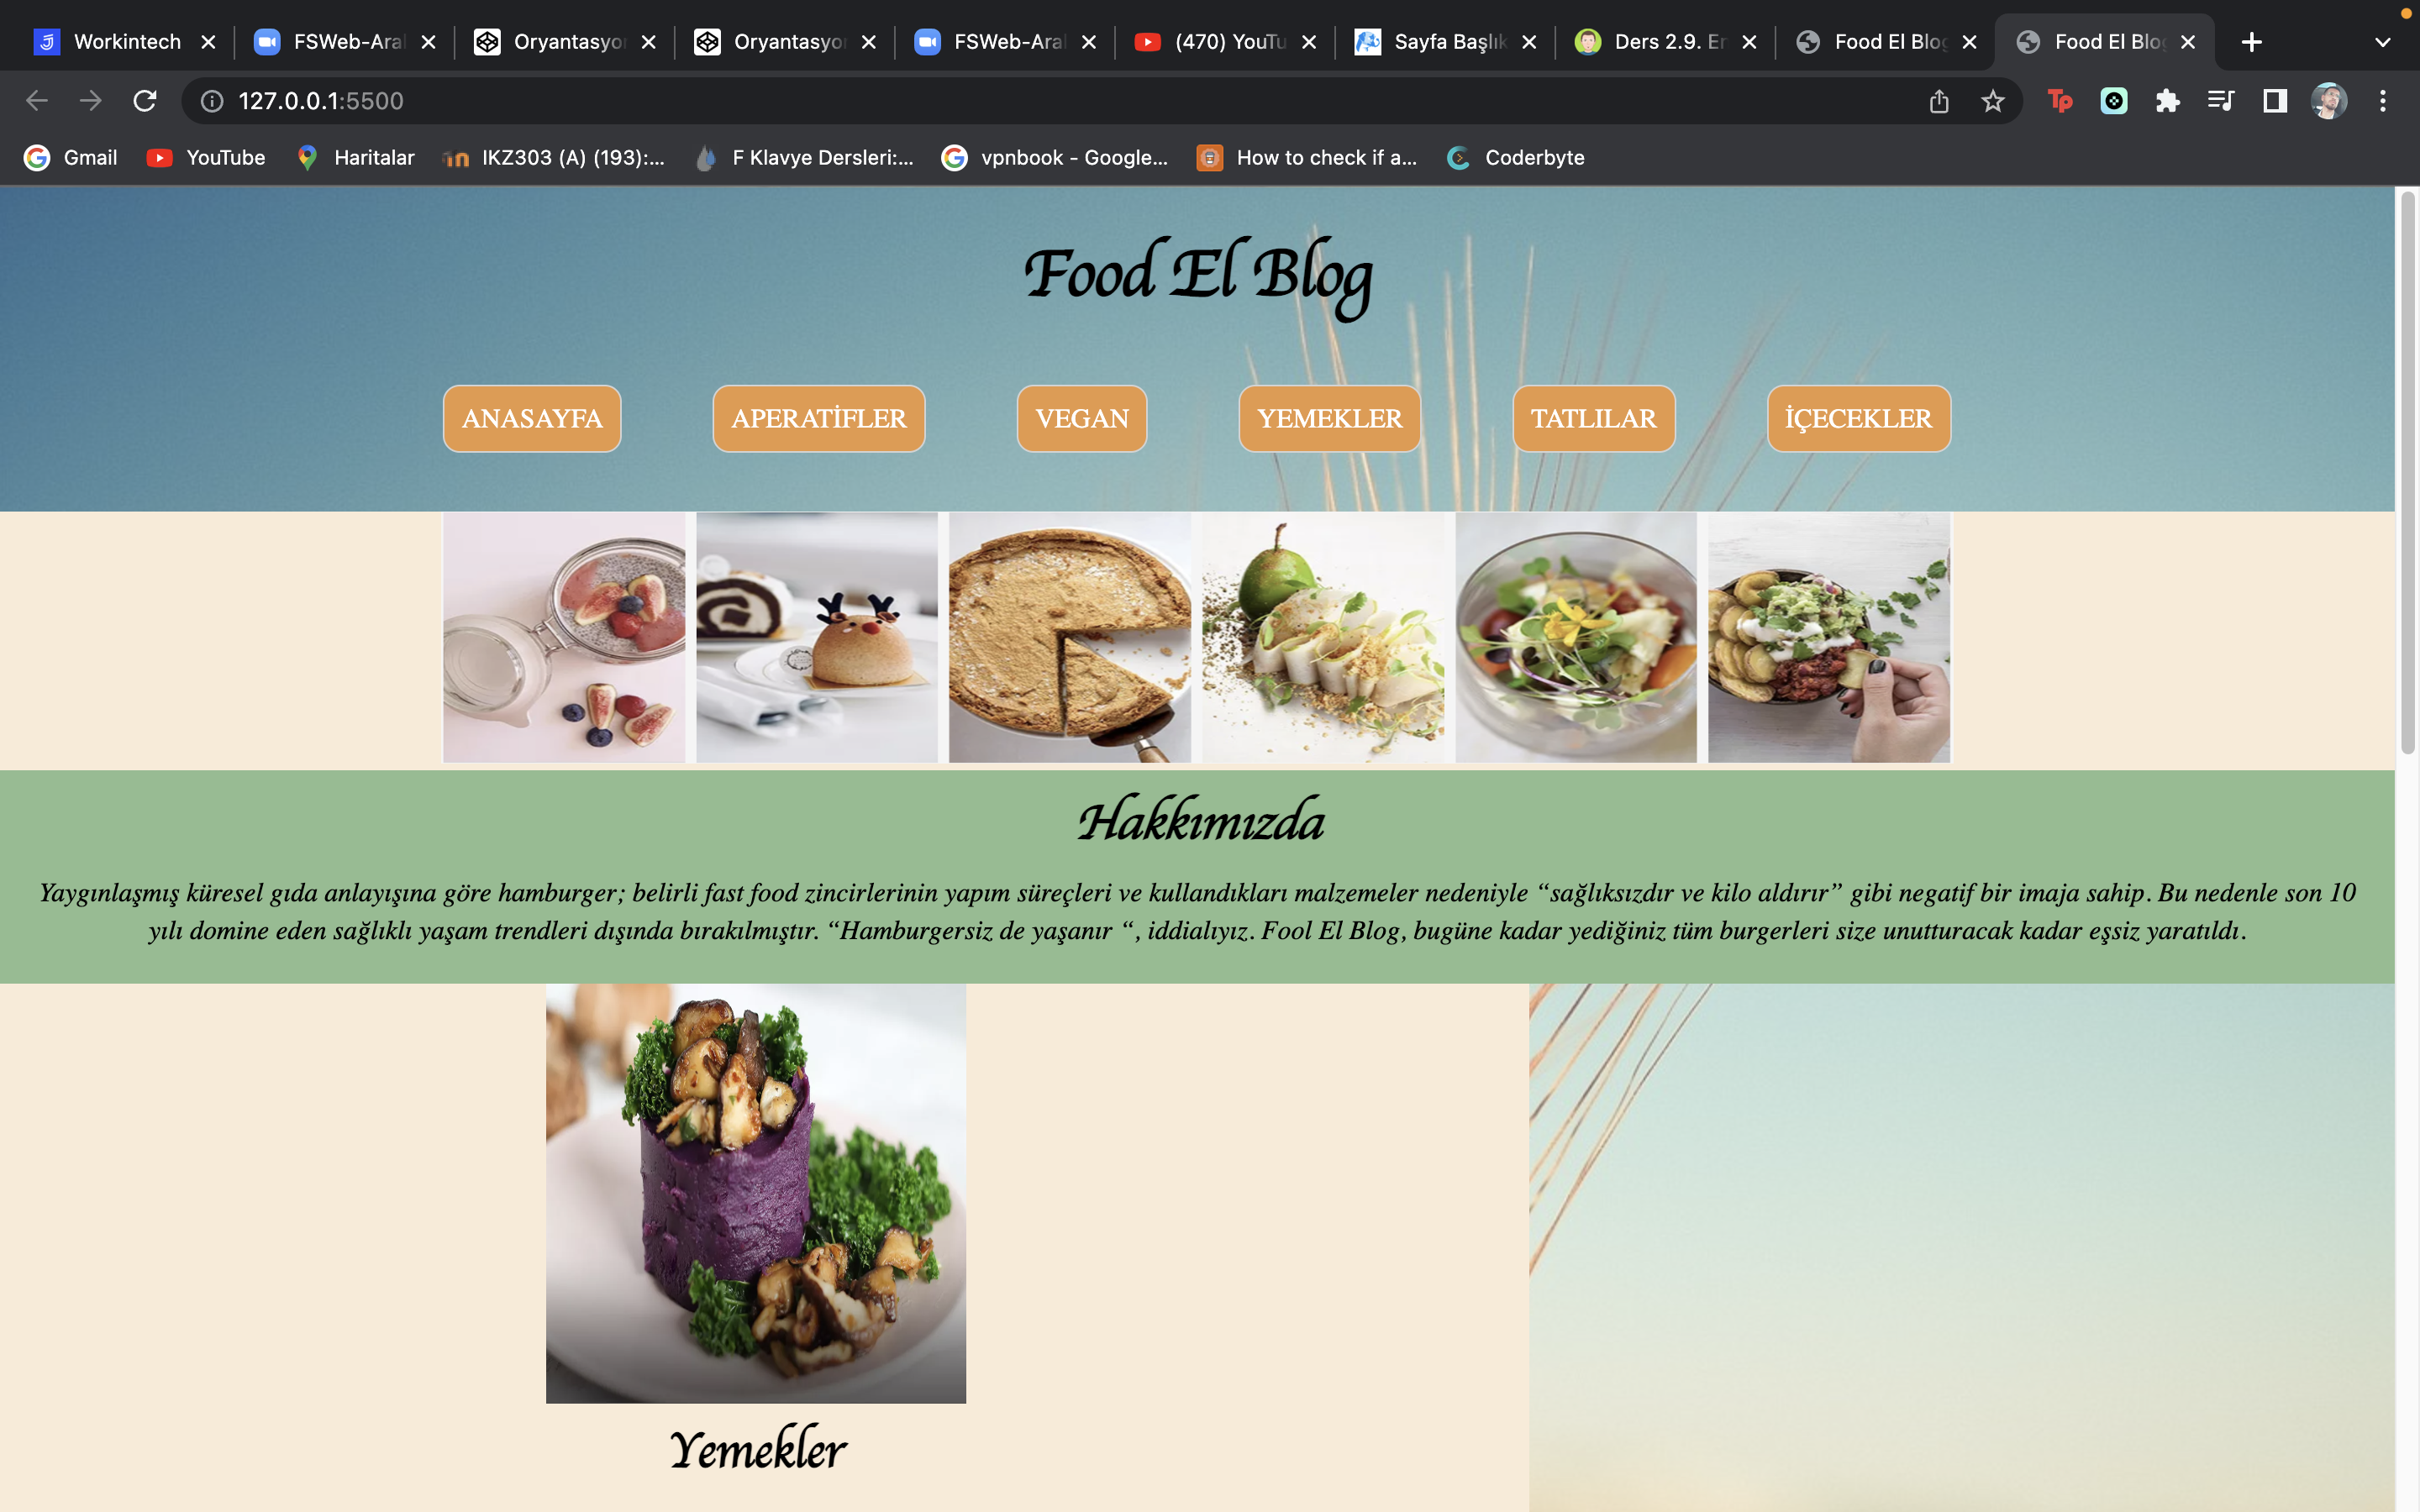 Workintech
FSWeb-Aral
Oryantasyor
Oryantasyor
FSWeb-Aral
(470) YouTu
Sayfa Başlık
Ders 2.9. Er
Food El Blog
Food El Blog
127.0.0.1:5500
Tp
Gmail
YouTube
Haritalar
IKZ303 (A) (193):...
F Klavye Dersleri:...
vpnbook - Google...
How to check if a...
Coderbyte
Food El Blog
ANASAYFA
APERATİFLER
VEGAN
YEMEKLER
TATLILAR
İÇECEKLER
Hakkımızda
Yaygınlaşmış küresel gıda anlayışına göre hamburger; belirli fast food zincirlerinin yapım süreçleri ve kullandıkları malzemeler nedeniyle “sağlıksızdır ve kilo aldırır” gibi negatif bir imaja sahip. Bu nedenle son 10
yılı domine eden sağlıklı yaşam trendleri dışında bırakılmıştır. “Hamburgersiz de yaşanır “, iddialıyız. Fool El Blog, bugüne kadar yediğiniz tüm burgerleri size unutturacak kadar eşsiz yaratıldı.
Yemekler